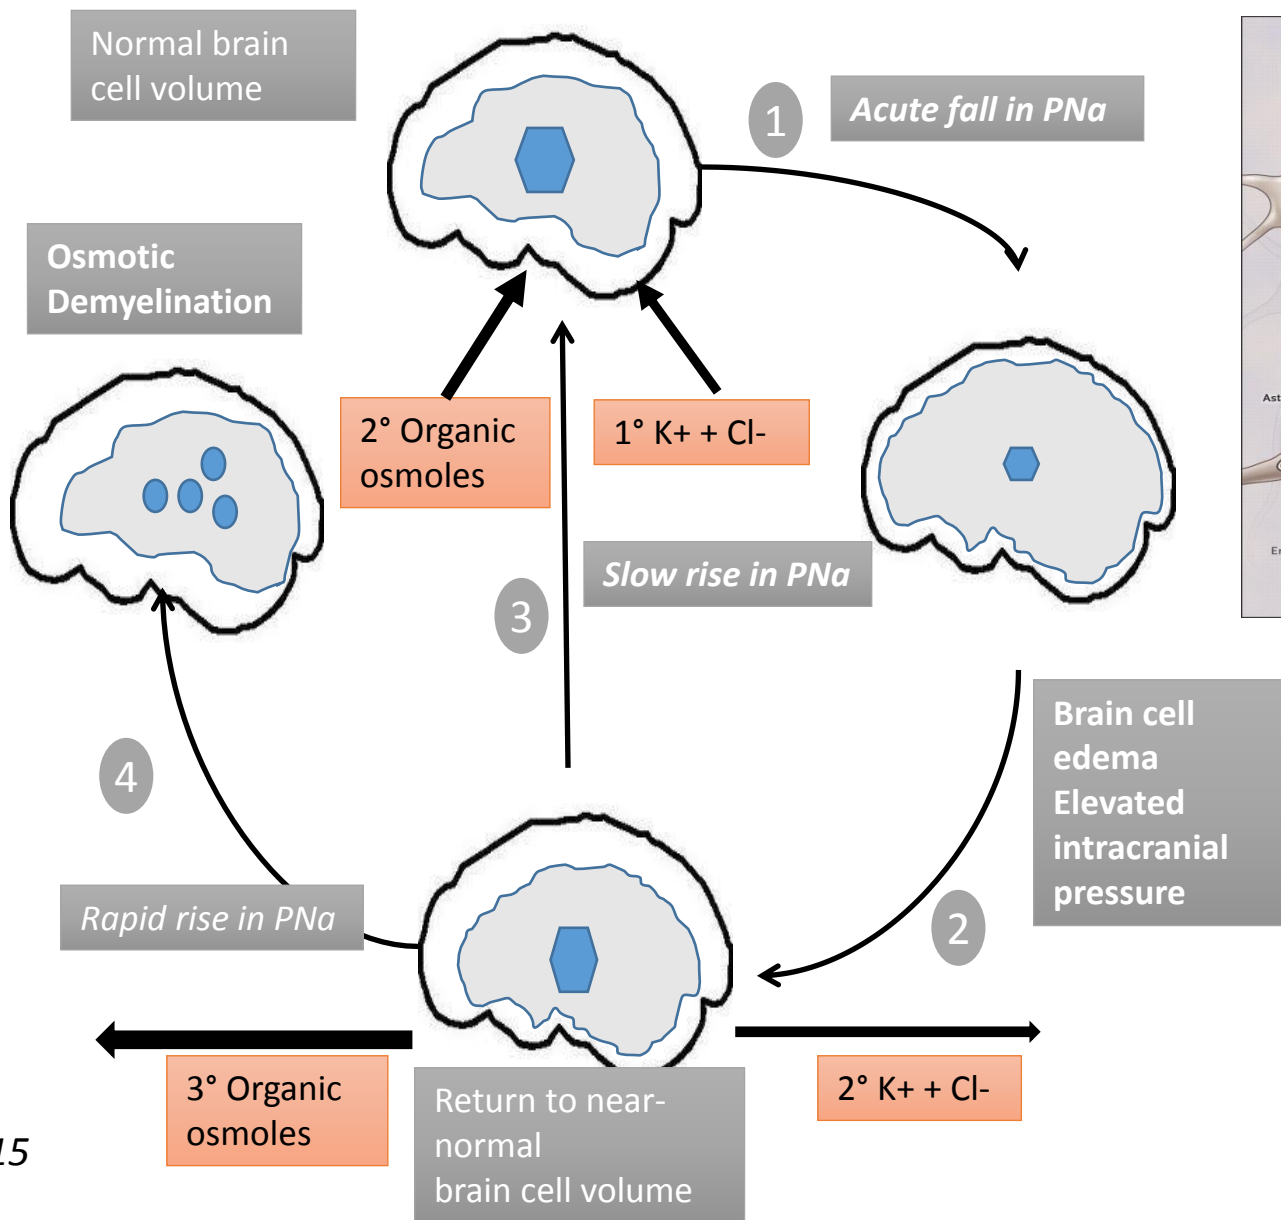 Normal brain
cell volume
1
Acute fall in PNa
Osmotic
Demyelination
2° Organic
osmoles
1° K+ + Cl-
Slow rise in PNa
3
4
Brain cell
edema
Elevated
intracranial
pressure
2
Rapid rise in PNa
3° Organic
osmoles
Return to near-
normal
brain cell volume
2° K+ + Cl-
15
Ast